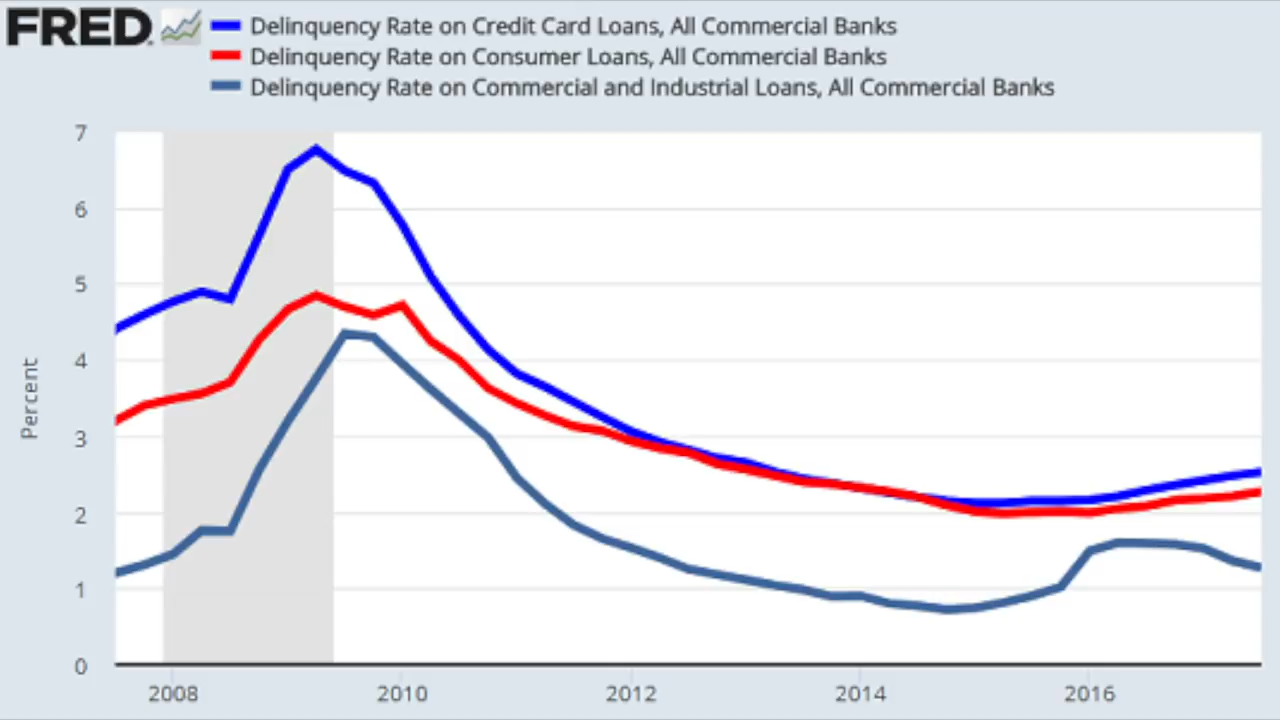 FRED
Delinquency Rate on Credit Card Loans, All Commercial Banks
Delinquency Rate on Consumer Loans, All Commercial Banks
Delinquency Rate on Commercial and Industrial Loans, All Commercial Banks
7
6
5
4
3
2
1
0
Percent
2008 2010 2012 2014 2016